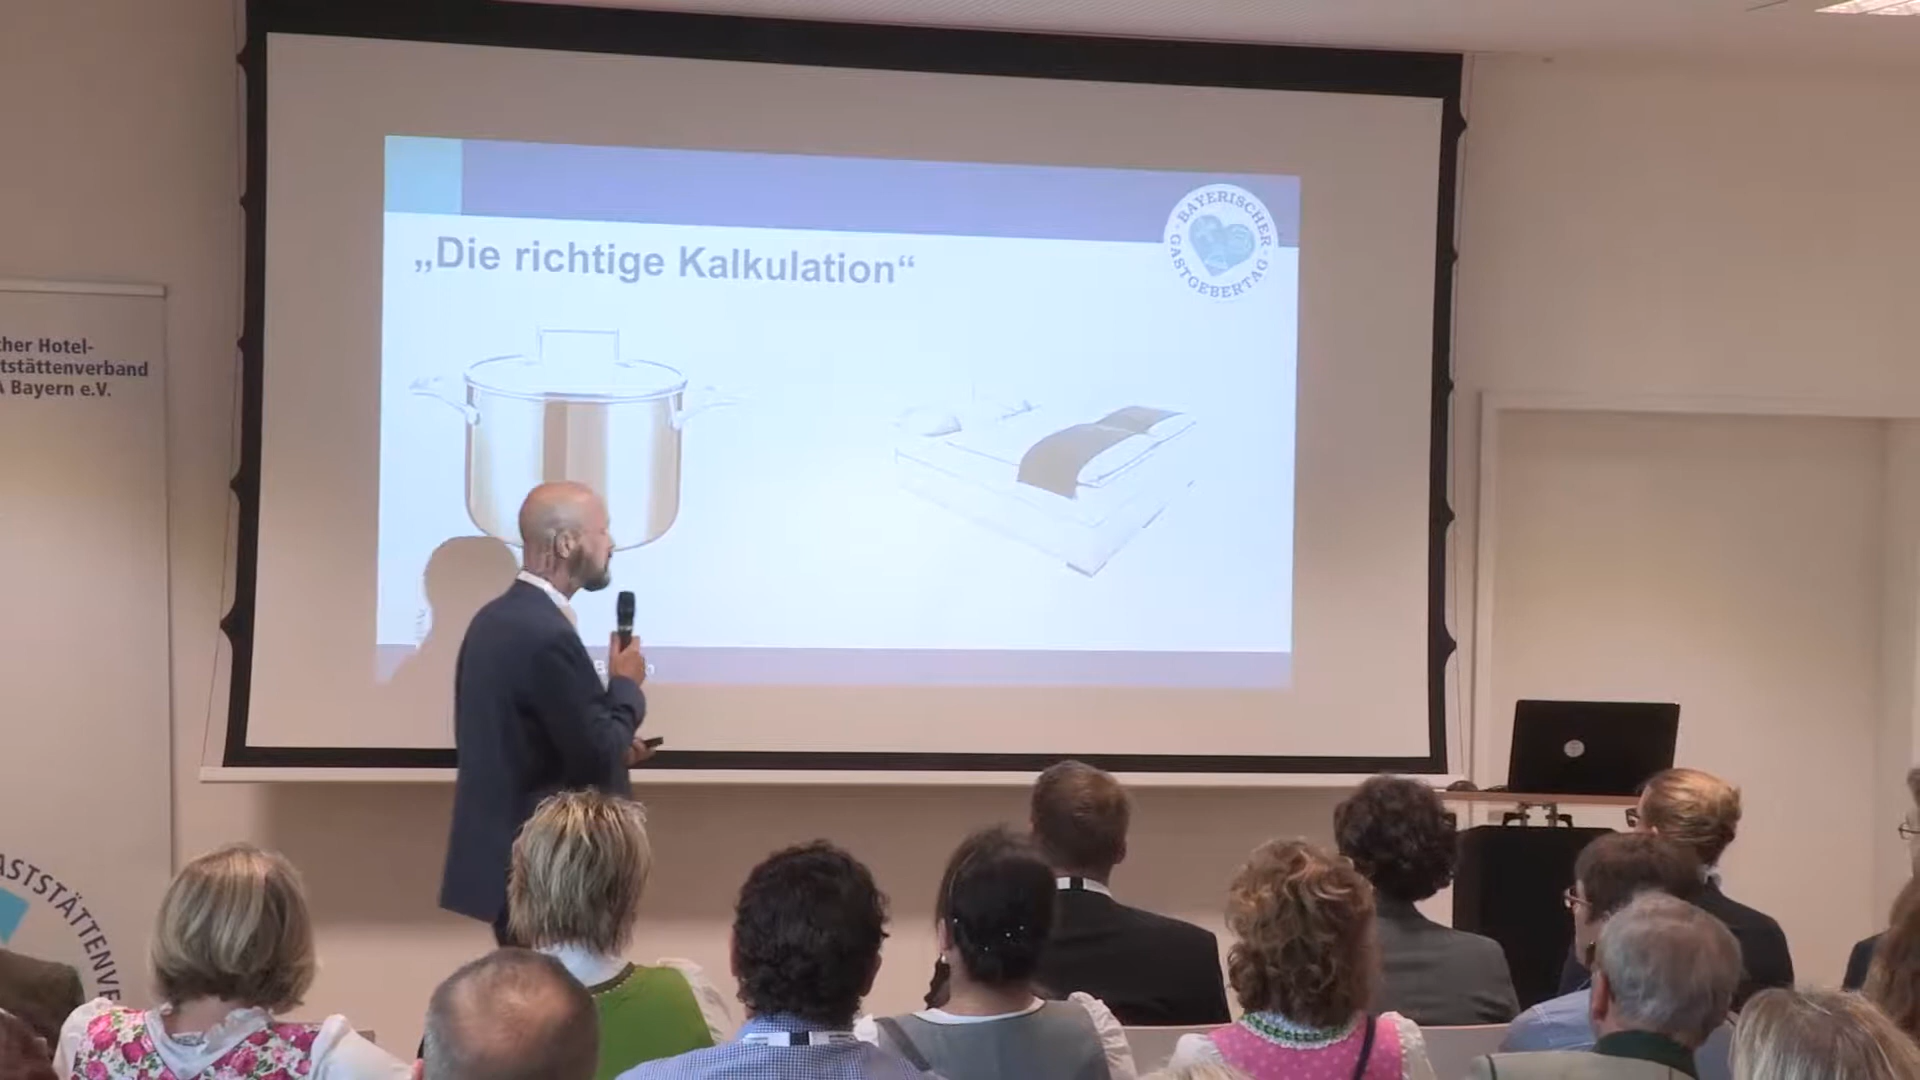 „Die richtige Kalkulation“
BAYERISCHER
GASTGEBERTAG
cher Hotel-
tstättenverband
A Bayern e.V.
ASTSTÄTTENVE